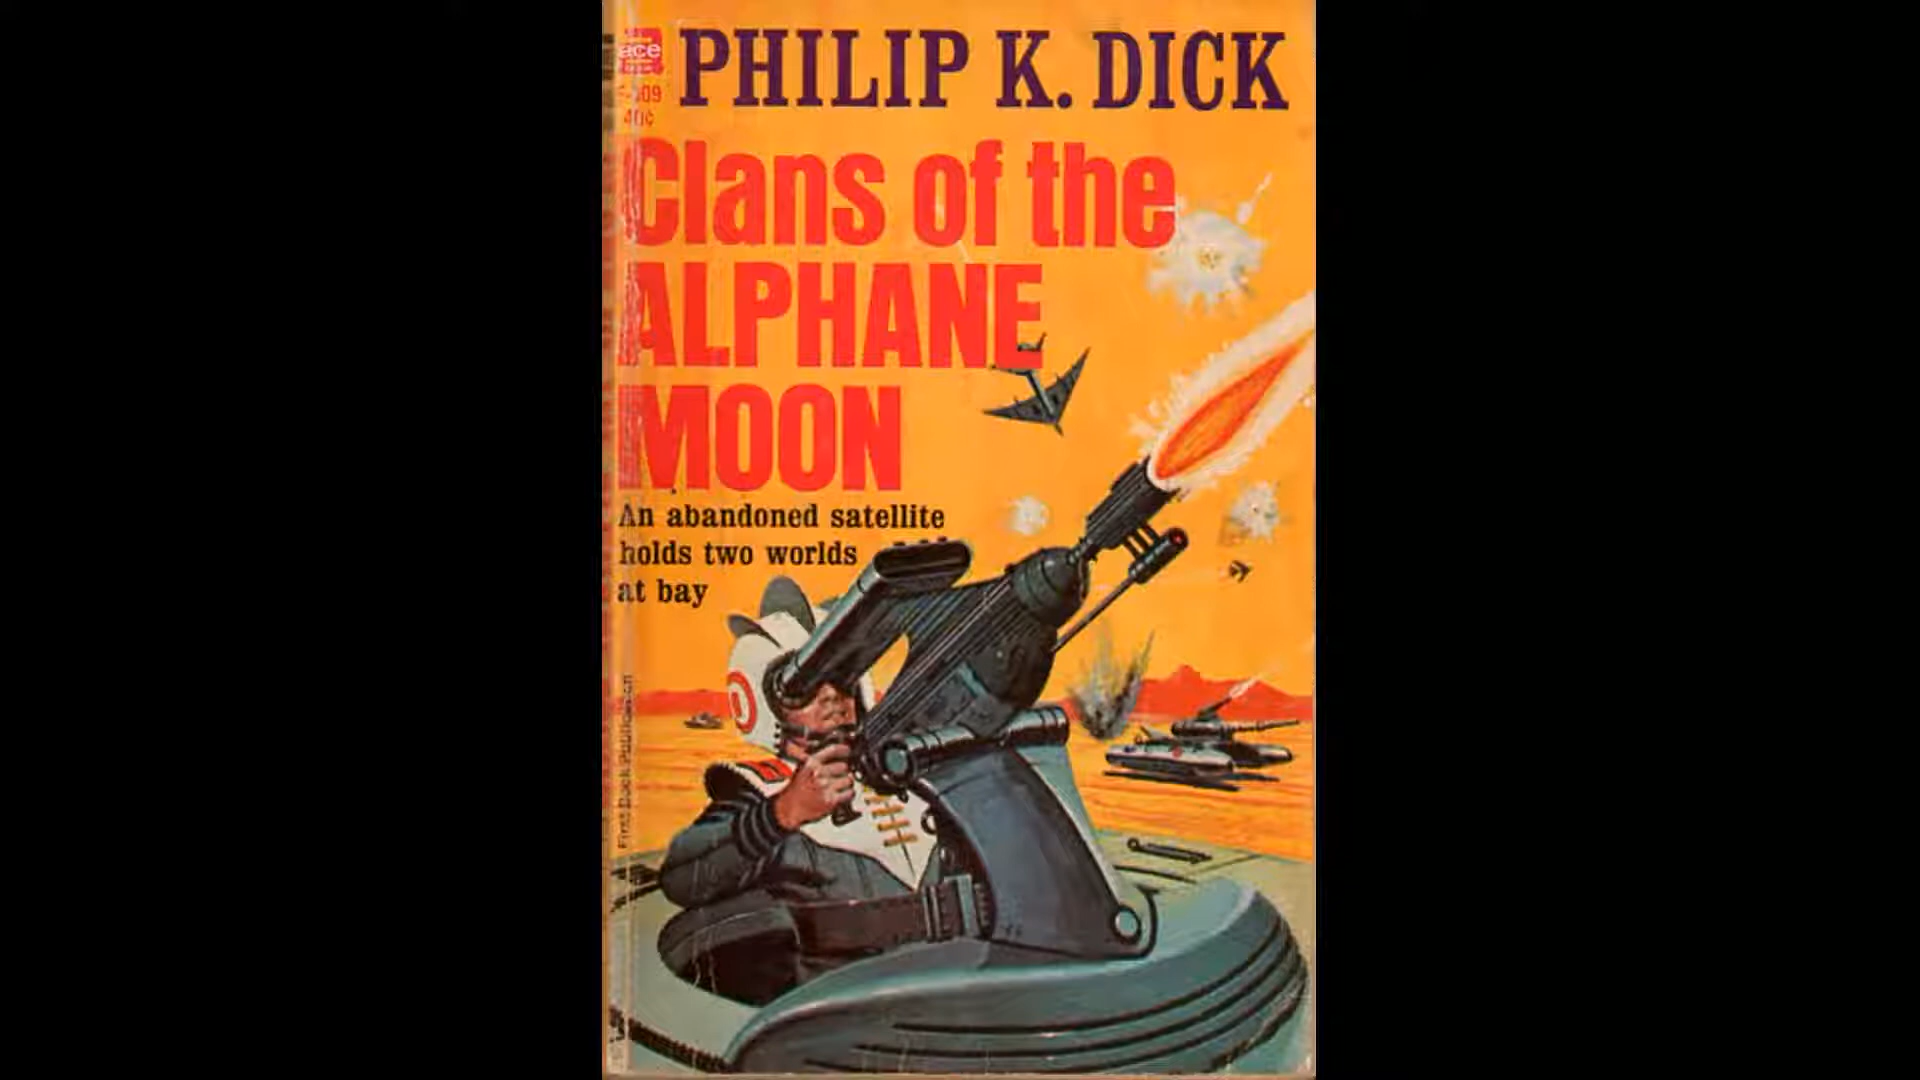 ace
PHILIP K. DICK
40¢
Clans of the
ALPHANE
MOON
An abandoned satellite
holds two worlds
at bay
First Book Publication